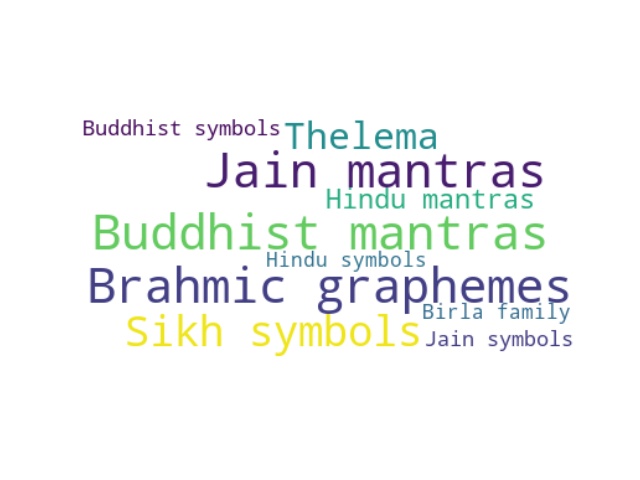 Buddhist symbols
Thelema
Jain mantras
Hindu mantras
Buddhist mantras
Hindu symbols
Brahmic graphemes
Birla family
Sikh symbols
Jain symbols